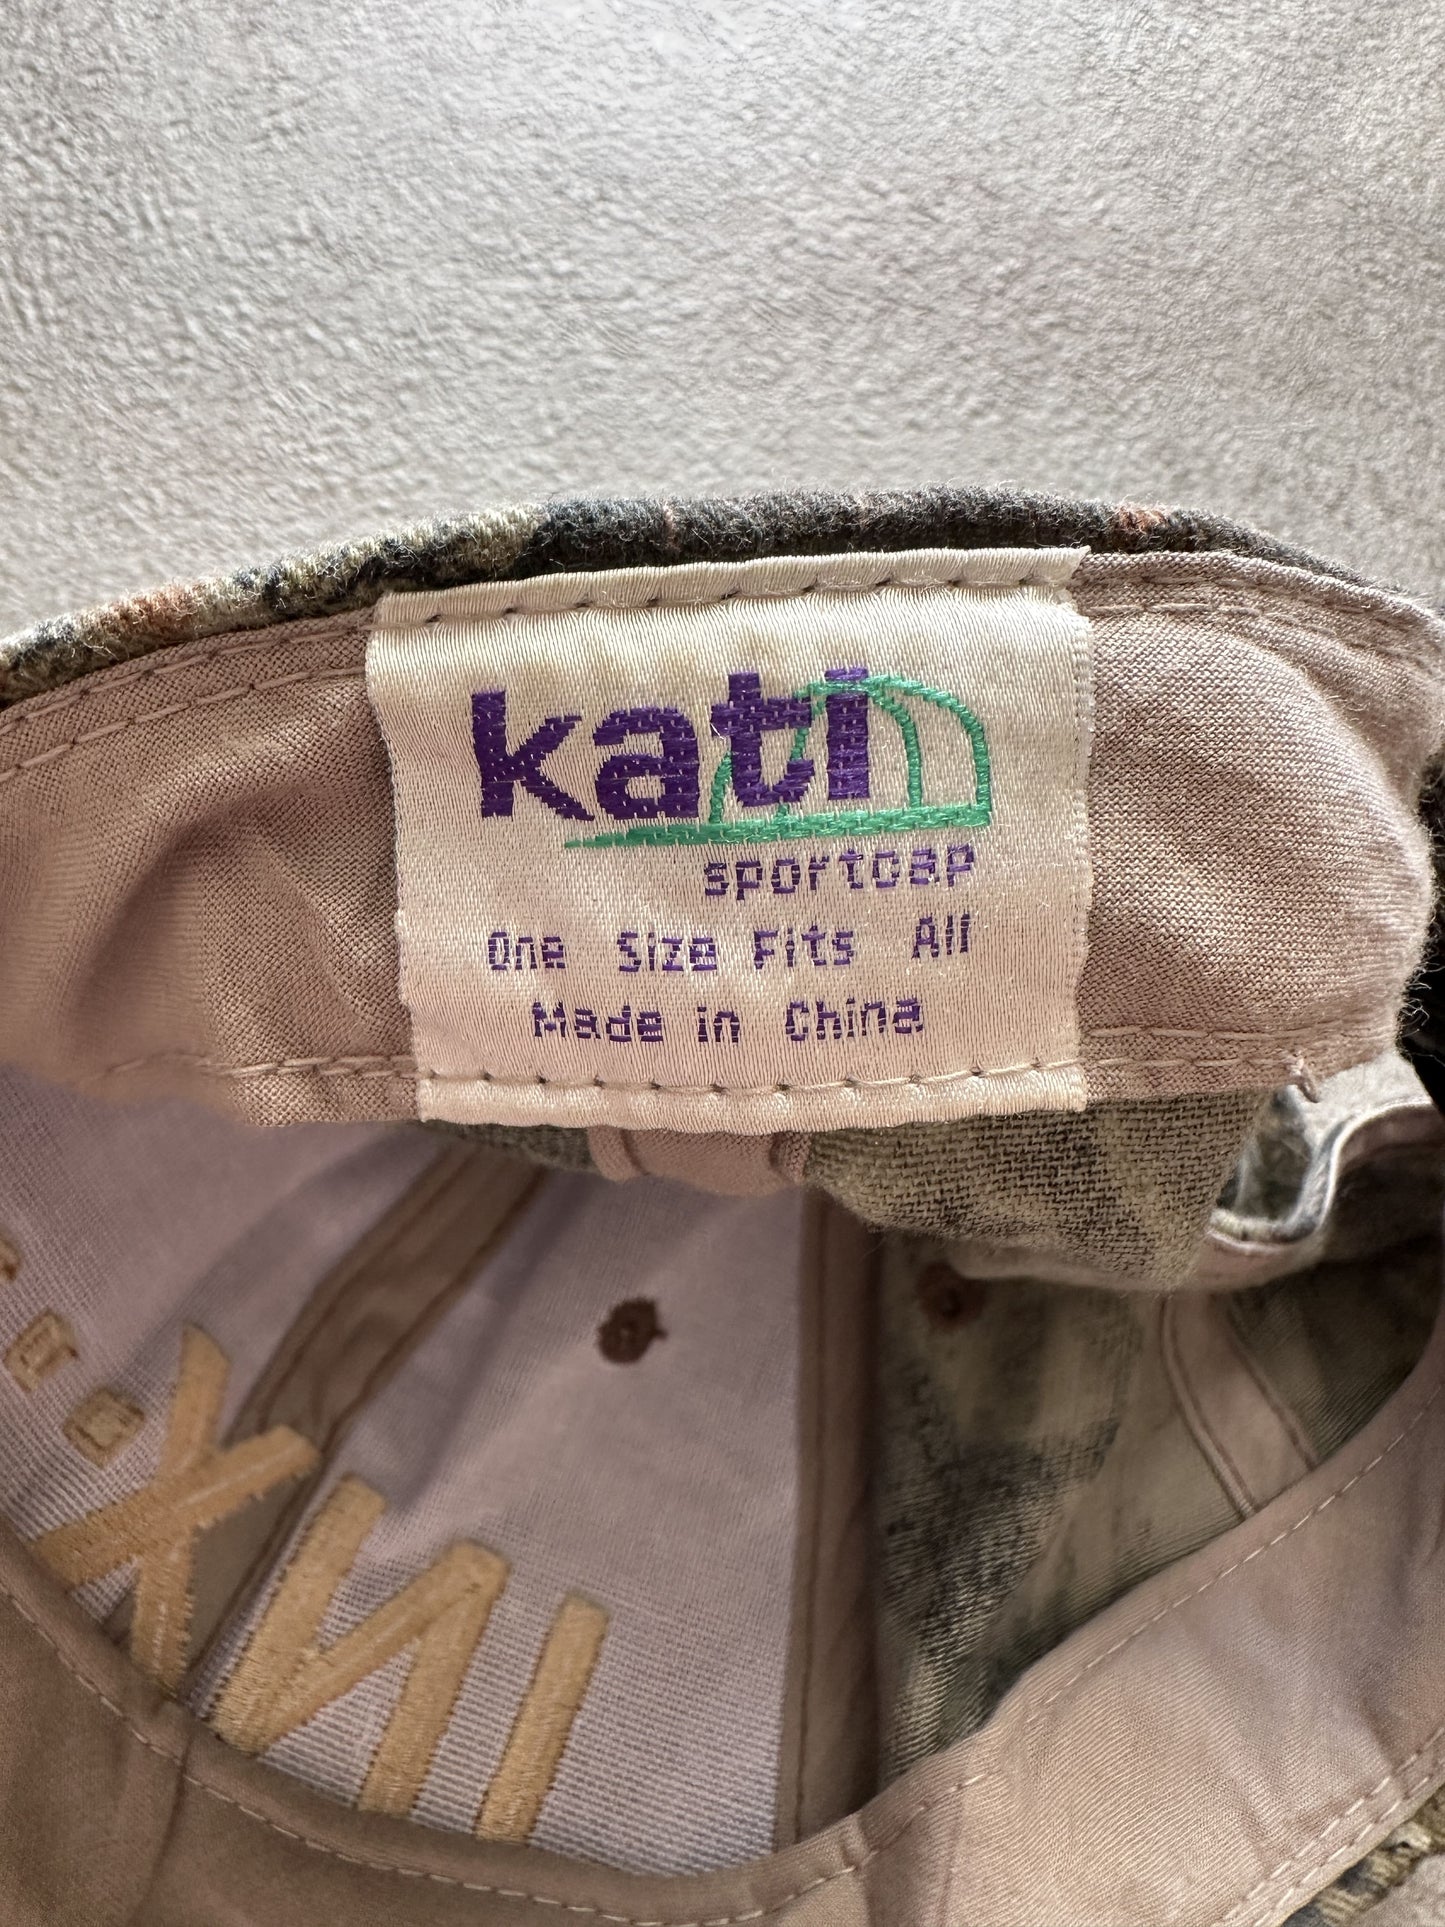 kati
sportcap
One Size Fits All
Made in China